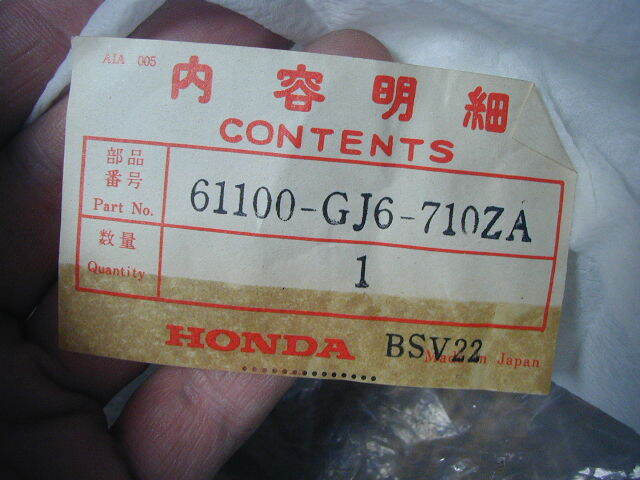 AIA 005
内容明細
CONTENTS
部品
番号
Part No.
61100-GJ6-710ZA
数量
Quantity
1
HONDA
BSV22
Made in Japan